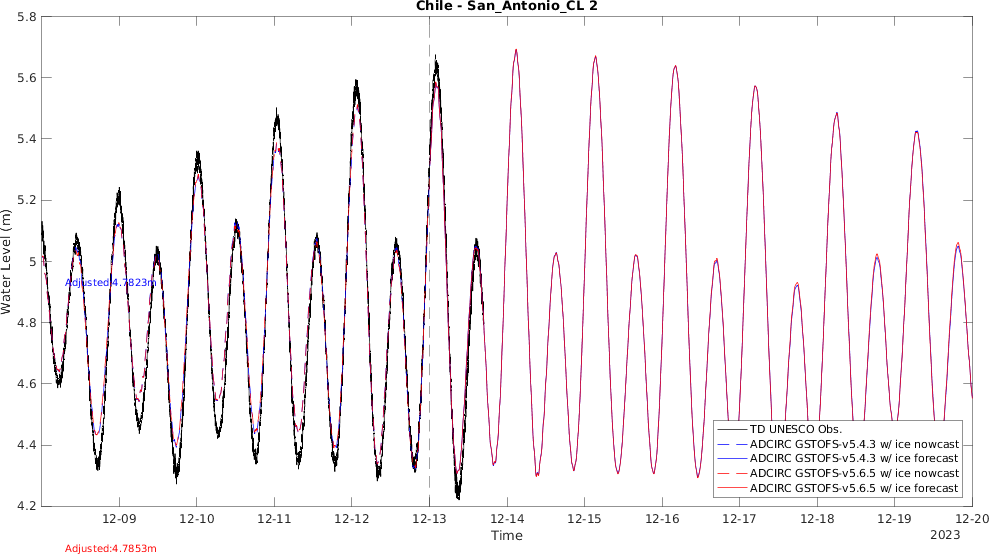 Chile - San_Antonio_CL 2
5.8
5.6
5.4
5.2
5
4.8
4.6
4.4
4.2
Water Level (m)
Adjusted:4.7823m
TD UNESCO Obs.
ADCIRC GSTOFS-v5.4.3 w/ ice nowcast
ADCIRC GSTOFS-v5.4.3 w/ ice forecast
ADCIRC GSTOFS-v5.6.5 w/ ice nowcast
ADCIRC GSTOFS-v5.6.5 w/ ice forecast
12-09 12-10 12-11 12-12 12-13 12-14 12-15 12-16 12-17 12-18 12-19 12-20
Time
2023
Adjusted:4.7853m